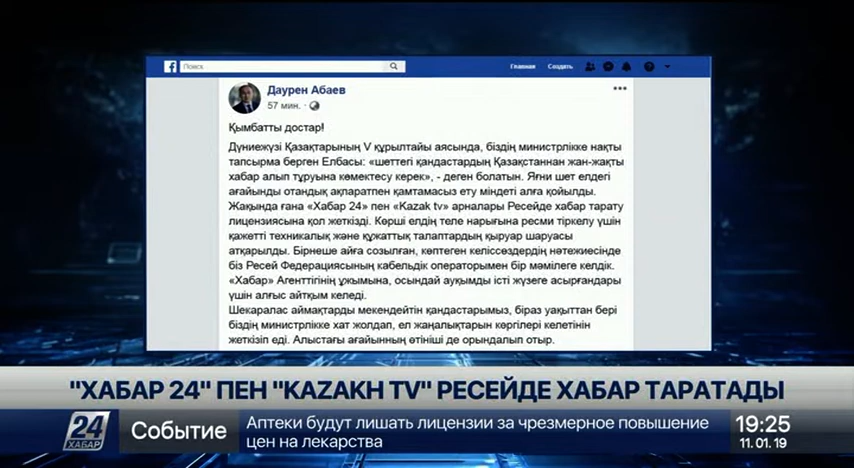 Поиск
Главная
Создать
Даурен Абаев
57 мин.
Қымбатты достар!
Дүниежүзі Қазақтарының V құрылтайы аясында, біздің министрлікке нақты
тапсырма берген Елбасы: «шеттегі қандастардың Қазақстаннан жан-жақты
хабар алып тұруына көмектесу керек», - деген болатын. Яғни шет елдегі
ағайынды отандық ақпаратпен қамтамасыз ету міндеті алға қойылды.
Жақында ғана «Хабар 24» пен «Kazak tv» арналары Ресейде хабар тарату
лицензиясына қол жеткізді. Көрші елдің теле нарығына ресми тіркелу үшін
қажетті техникалық және құжаттық талаптардың қыруар шаруасы
атқарылды. Бірнеше айға созылған, көптеген келіссөздердің нәтежиесінде
біз Ресей Федерациясының кабельдік операторымен бір мәмілеге келдік.
«Хабар» Агенттігінің ұжымына, осындай ауқымды істі жүзеге асырғандары
үшін алғыс айтқым келеді.
Шекаралас аймақтарды мекендейтін қандастарымыз, біраз уақыттан бері
біздің министрлікке хат жолдап, ел жаңалықтарын көргілері келетінін
жеткізіп еді. Алыстағы ағайынның өтініші де орындалып отыр.
"ХАБАР 24" ПЕН "KAZAKH TV" РЕСЕЙДЕ ХАБАР ТАРАТАДЫ
24
ХАБАР
Событие
Аптеки будут лишать лицензии за чрезмерное повышение
цен на лекарства
19:25
11.01.19